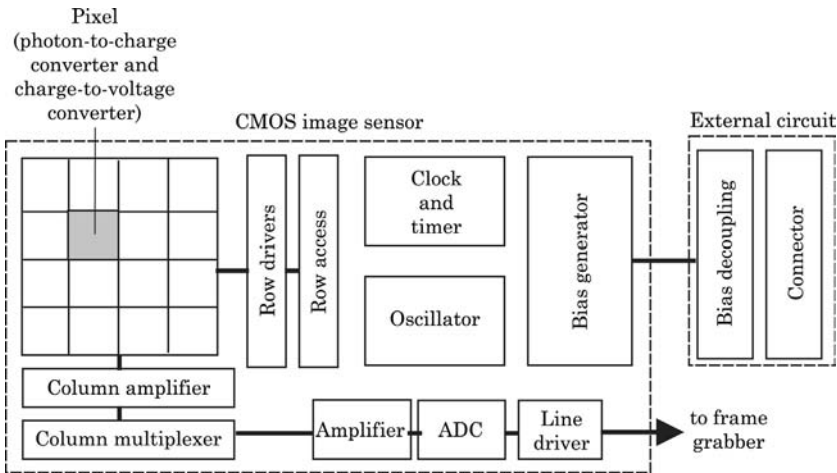 Pixel
(photon-to-charge
converter and
charge-to-voltage
converter)
CMOS image sensor
External circuit
Row drivers
Row access
Clock
and
timer
Oscillator
Bias generator
Bias decoupling
Connector
Column amplifier
Column multiplexer
Amplifier
ADC
Line
driver
to frame
grabber